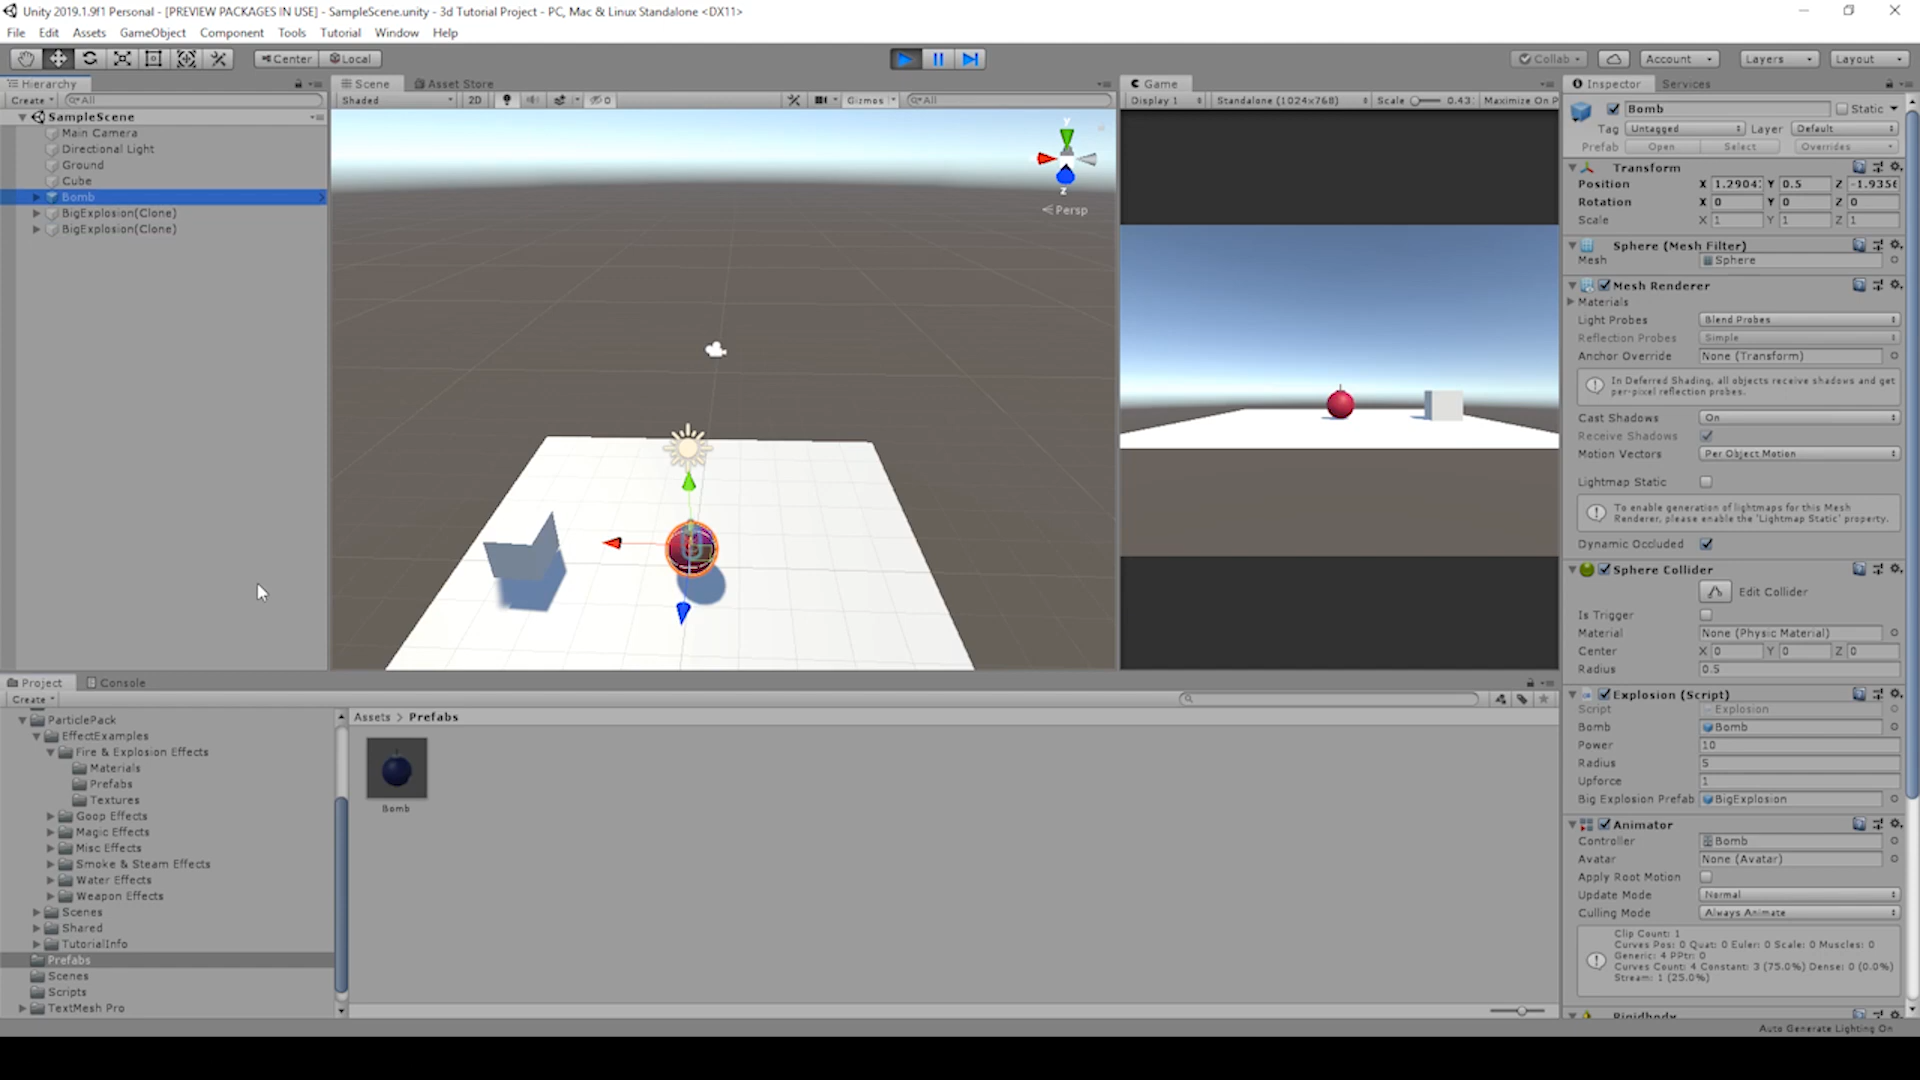 Unity 2019.1.9f1 Personal - [PREVIEW PACKAGES IN USE] - SampleScene.unity - 3d Tutorial Project - PC, Mac & Linux Standalone <DX11>
File Edit Assets GameObject Component Tools Tutorial Window Help
Center Local Collab Account Layers Layout
Hierarchy
Create All
SampleScene
Main Camera
Directional Light
Ground
Cube
Bomb
BigExplosion(Clone)
BigExplosion(Clone)
Scene Asset Store
Shaded 2D 0 Gizmos All
y
z
Persp
Game
Display 1 Standalone (1024x768) Scale 0.43 Maximize On P
Inspector Services
Bomb Static
Tag Untagged Layer Default
Prefab Open Select Overrides
Transform
Position X 1.2904 Y 0.5 Z -1.935
Rotation X 0 Y 0 Z 0
Scale X 1 Y 1 Z 1
Sphere (Mesh Filter)
Mesh Sphere
Mesh Renderer
Materials
Light Probes Blend Probes
Reflection Probes Simple
Anchor Override None (Transform)
In Deferred Shading, all objects receive shadows and get
per-pixel reflection probes.
Cast Shadows On
Receive Shadows
Motion Vectors Per Object Motion
Lightmap Static
To enable generation of lightmaps for this Mesh
Renderer, please enable the 'Lightmap Static' property.
Dynamic Occluded
Sphere Collider
Edit Collider
Is Trigger
Material None (Physic Material)
Center X 0 Y 0 Z 0
Radius 0.5
Explosion (Script)
Script Explosion
Bomb Bomb
Power 10
Radius 5
Upforce 1
Big Explosion Prefab BigExplosion
Animator
Controller Bomb
Avatar None (Avatar)
Apply Root Motion
Update Mode Normal
Culling Mode Always Animate
Clip Count: 1
Curves Pos: 0 Quat: 0 Euler: 0 Scale: 0 Muscles: 0
Generic: 4 PPtr: 0
Curves Count: 4 Constant: 3 (75.0%) Dense: 0 (0.0%)
Stream: 1 (25.0%)
Rigidbody
Project Console
Create
ParticlePack
EffectExamples
Fire & Explosion Effects
Materials
Prefabs
Textures
Goop Effects
Magic Effects
Misc Effects
Smoke & Steam Effects
Water Effects
Weapon Effects
Scenes
Shared
TutorialInfo
Prefabs
Scenes
Scripts
TextMesh Pro
Assets > Prefabs
Bomb
Auto Generate Lighting On